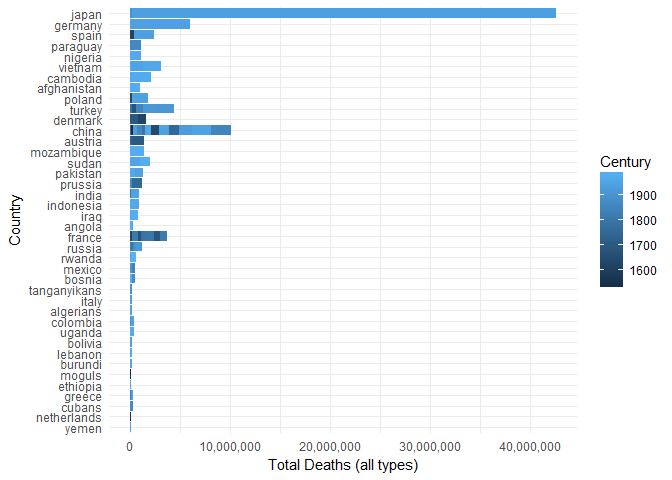 japan
germany
spain
paraguay
nigeria
vietnam
cambodia
afghanistan
poland
turkey
denmark
china
austria
mozambique
sudan
pakistan
prussia
india
indonesia
iraq
angola
france
russia
rwanda
mexico
bosnia
tanganyikans
italy
algerians
colombia
uganda
bolivia
lebanon
burundi
moguls
ethiopia
greece
cubans
netherlands
yemen
Country
0 10,000,000 20,000,000 30,000,000 40,000,000
Total Deaths (all types)
Century
1900
1800
1700
1600